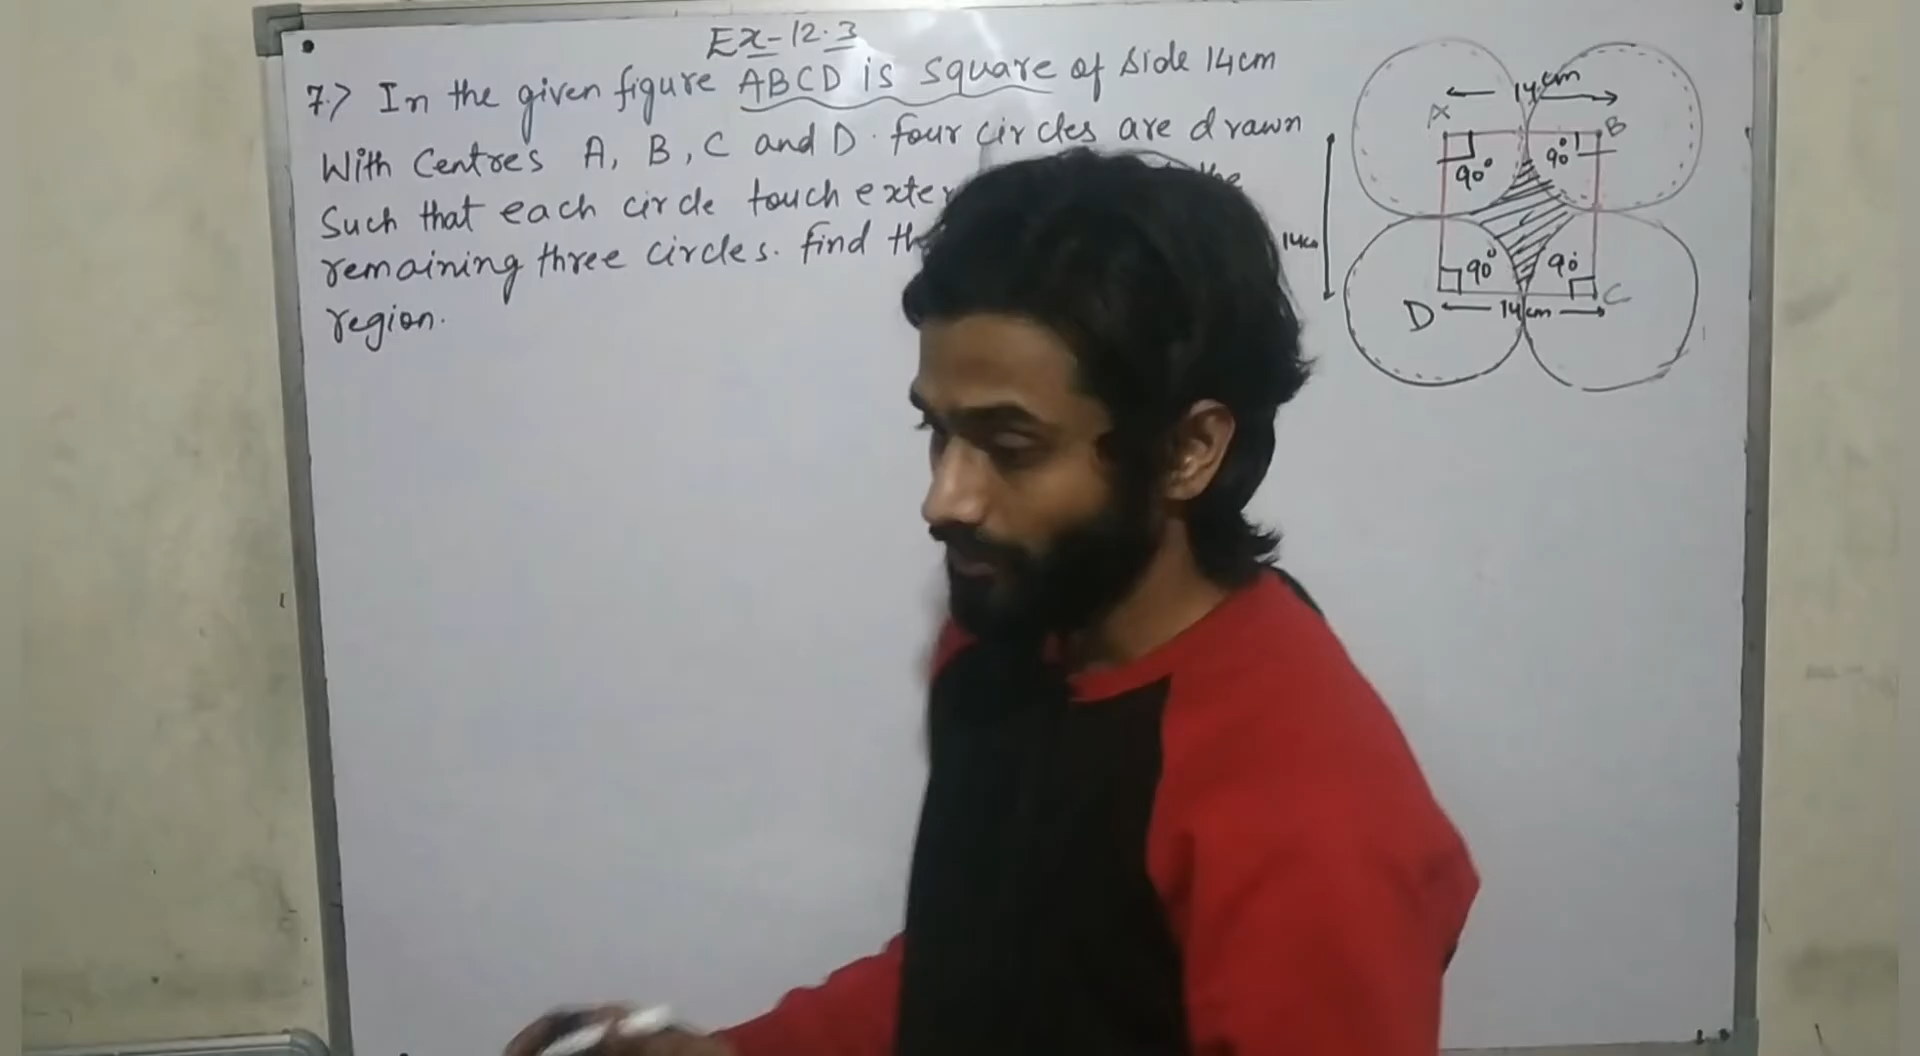 Ex-12.3
7.> In the given figure ABCD is square of side 14cm
With Centres A, B, C and D. four circles are drawn
Such that each circle touch exter the
remaining three circles. find th
region.
14cm
A
B
90°
90°
14cm
90°
90°
D
14cm
C